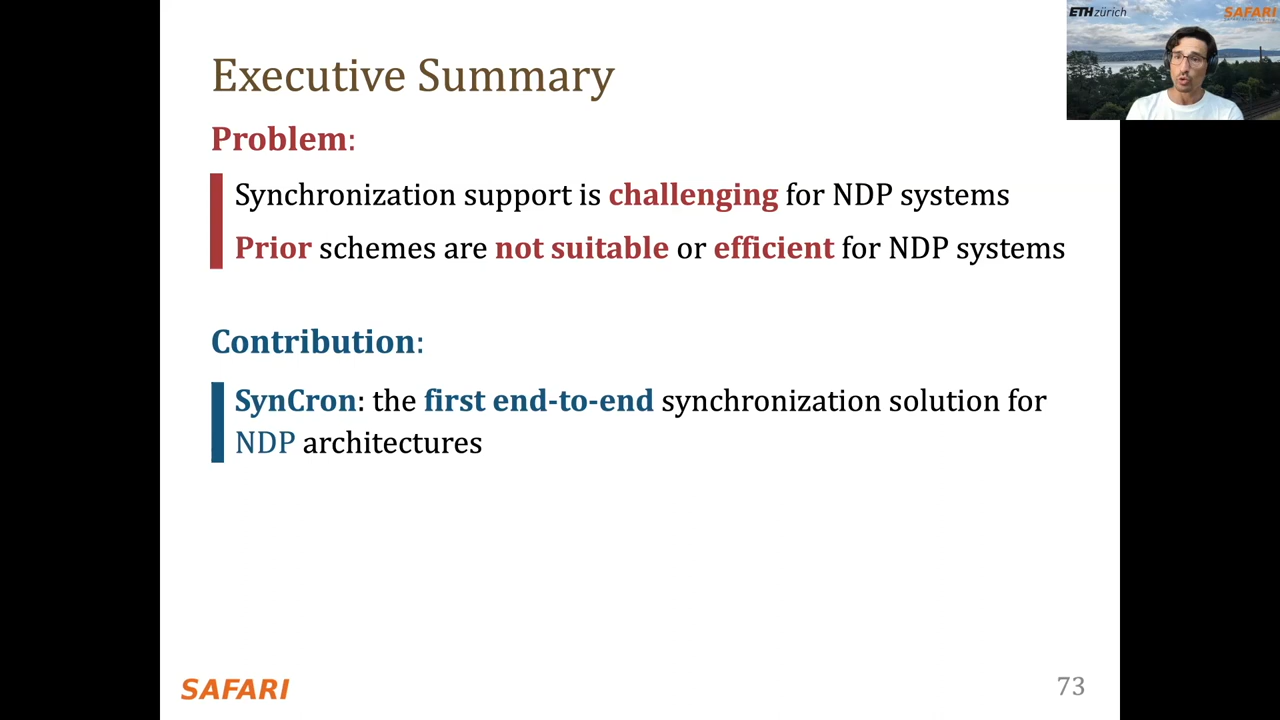 Executive Summary
Problem:
Synchronization support is challenging for NDP systems
Prior schemes are not suitable or efficient for NDP systems
Contribution:
SynCron: the first end-to-end synchronization solution for
NDP architectures
SAFARI
73
ETH zürich
SAFARI